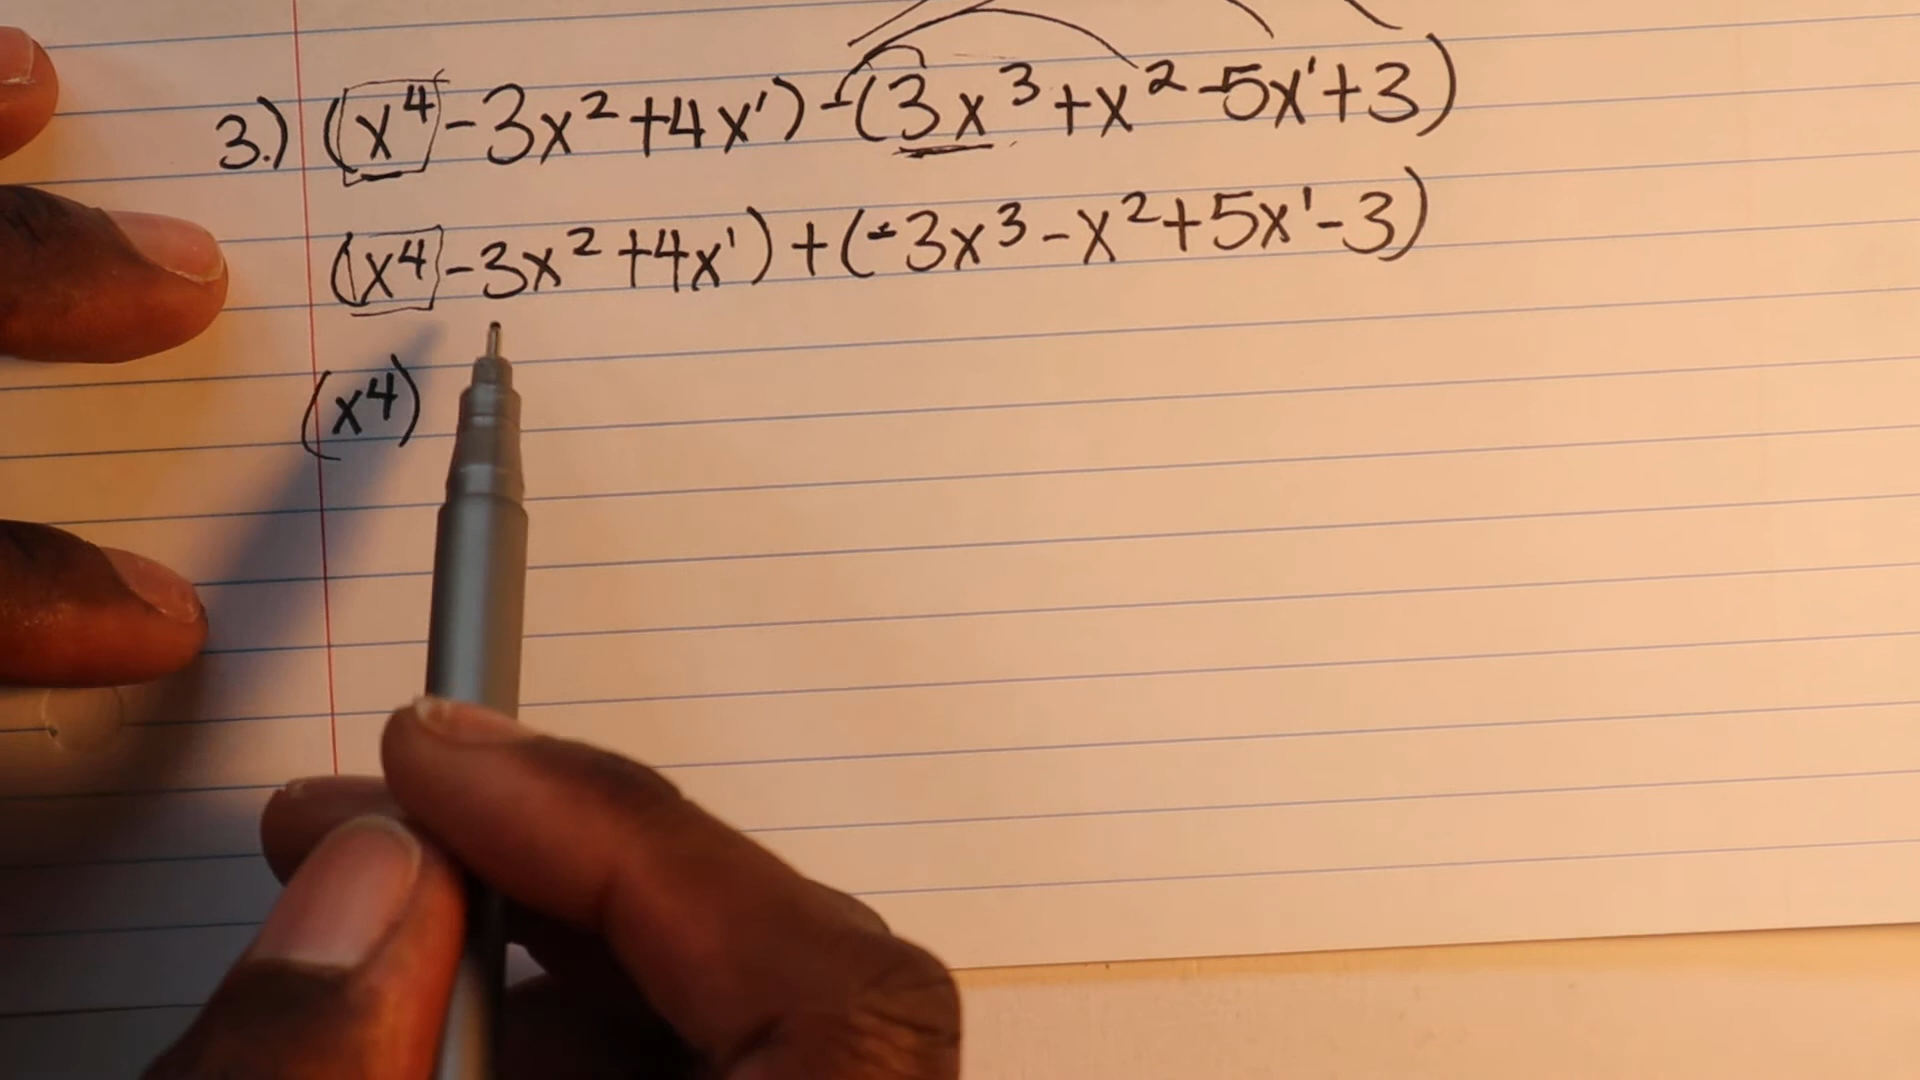 3.) (x⁴-3x²+4x¹)-(3x³+x²-5x¹+3)
(x⁴-3x²+4x¹)+(-3x³-x²+5x¹-3)
(x⁴)